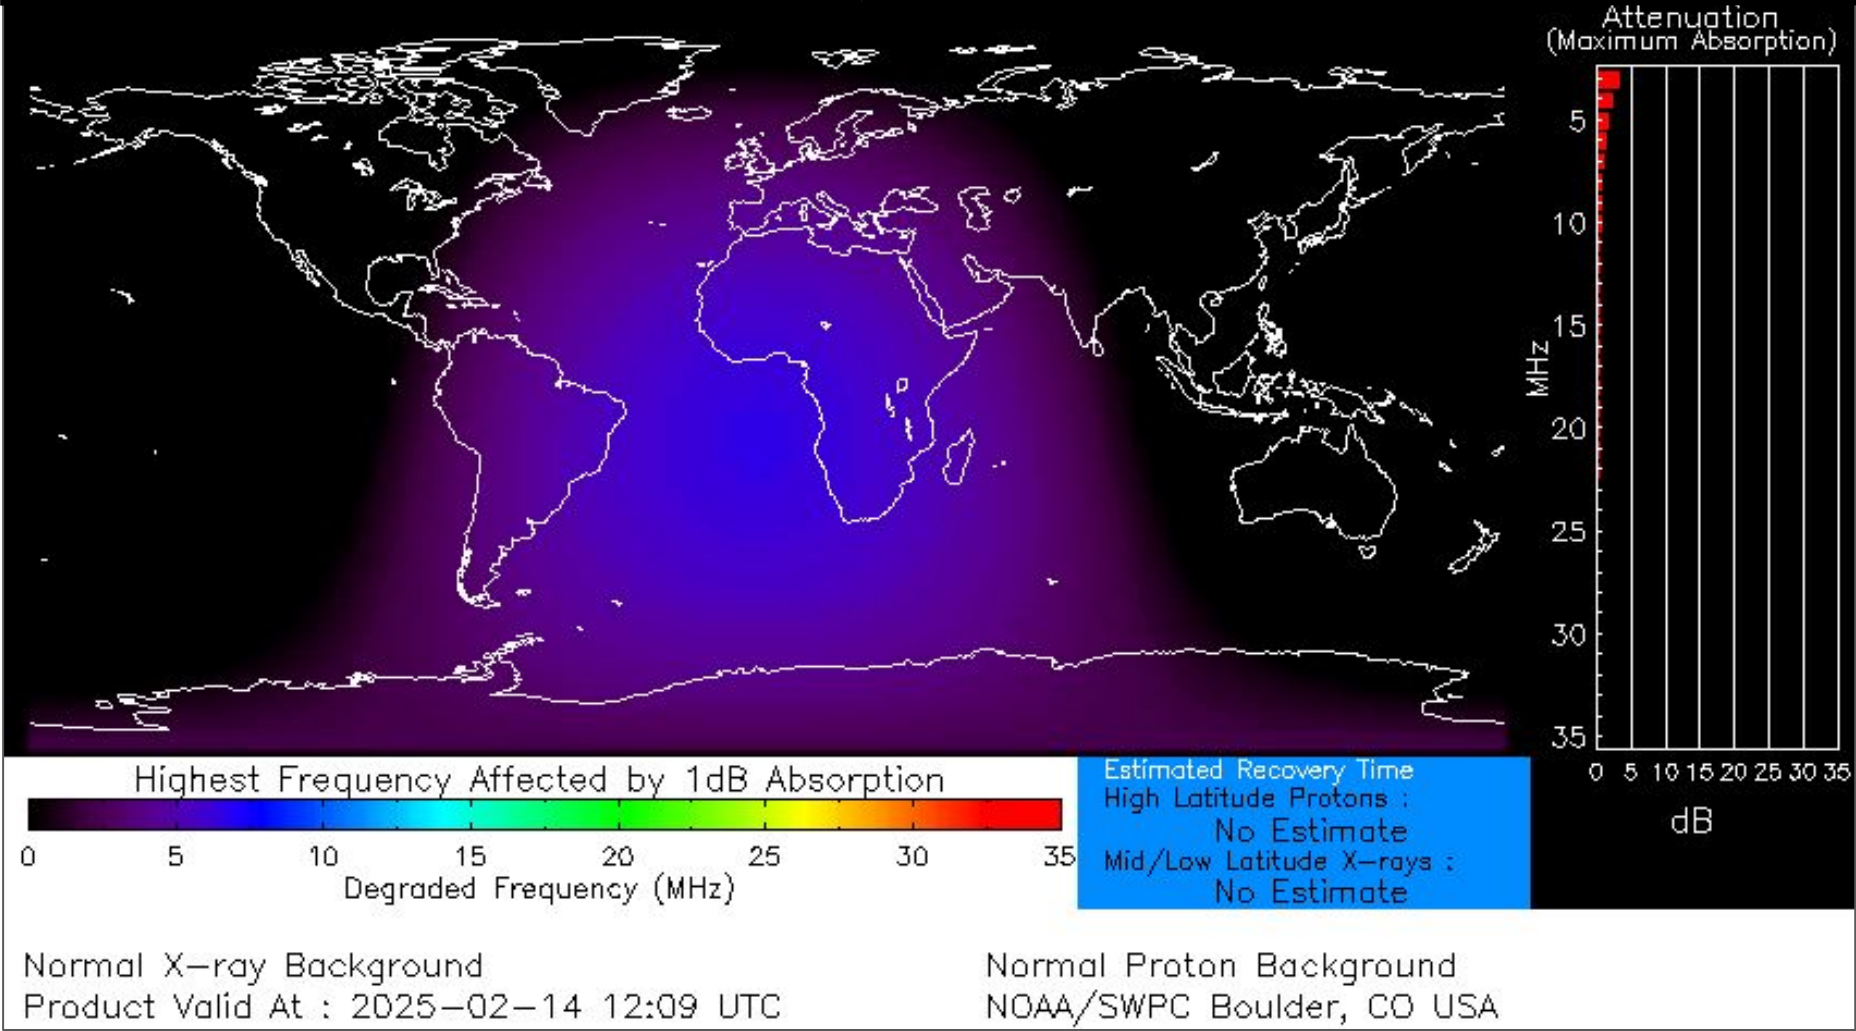 Attenuation
(Maximum Absorption)
5
10
15
20
25
30
35
MHz
0 5 10 15 20 25 30 35
dB
Highest Frequency Affected by 1dB Absorption
0 5 10 15 20 25 30 35
Degraded Frequency (MHz)
Estimated Recovery Time
High Latitude Protons :
No Estimate
Mid/Low Latitude X-rays :
No Estimate
Normal X-ray Background
Product Valid At : 2025-02-14 12:09 UTC
Normal Proton Background
NOAA/SWPC Boulder, CO USA